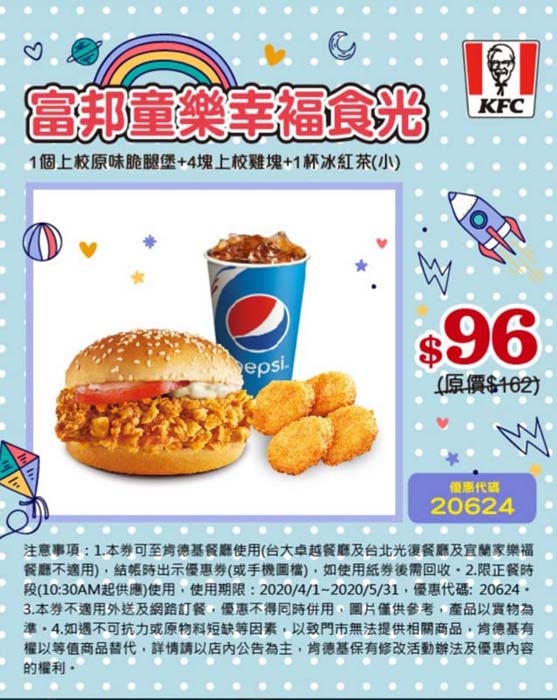 KFC
富邦童樂幸福食光
1個上校原味脆腿堡+4塊上校雞塊+1杯冰紅茶(小)
pepsi
$96
(原價$162)
優惠代碼
20624
注意事項：1.本券可至肯德基餐廳使用(台大卓越餐廳及台北光復餐廳及宜蘭家樂福
餐廳不適用)，結帳時出示優惠券(或手機圖檔)，如使用紙券後需回收。2.限正餐時
段(10:30AM起供應)使用，使用期限：2020/4/1~2020/5/31，優惠代碼: 20624。
3.本券不適用外送及網路訂餐，優惠不得同時併用，圖片僅供參考，產品以實物為
準。4.如遇不可抗力或原物料短缺等因素，以致門市無法提供相關商品，肯德基有
權以等值商品替代，詳情請以店內公告為主，肯德基保有修改活動辦法及優惠內容
的權利。